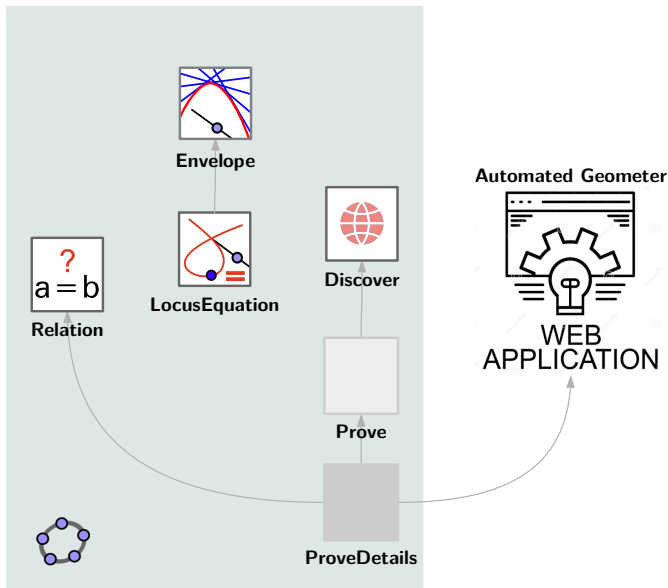 Envelope
Automated Geometer
?
a = b
Relation
LocusEquation
Discover
WEB
APPLICATION
Prove
ProveDetails